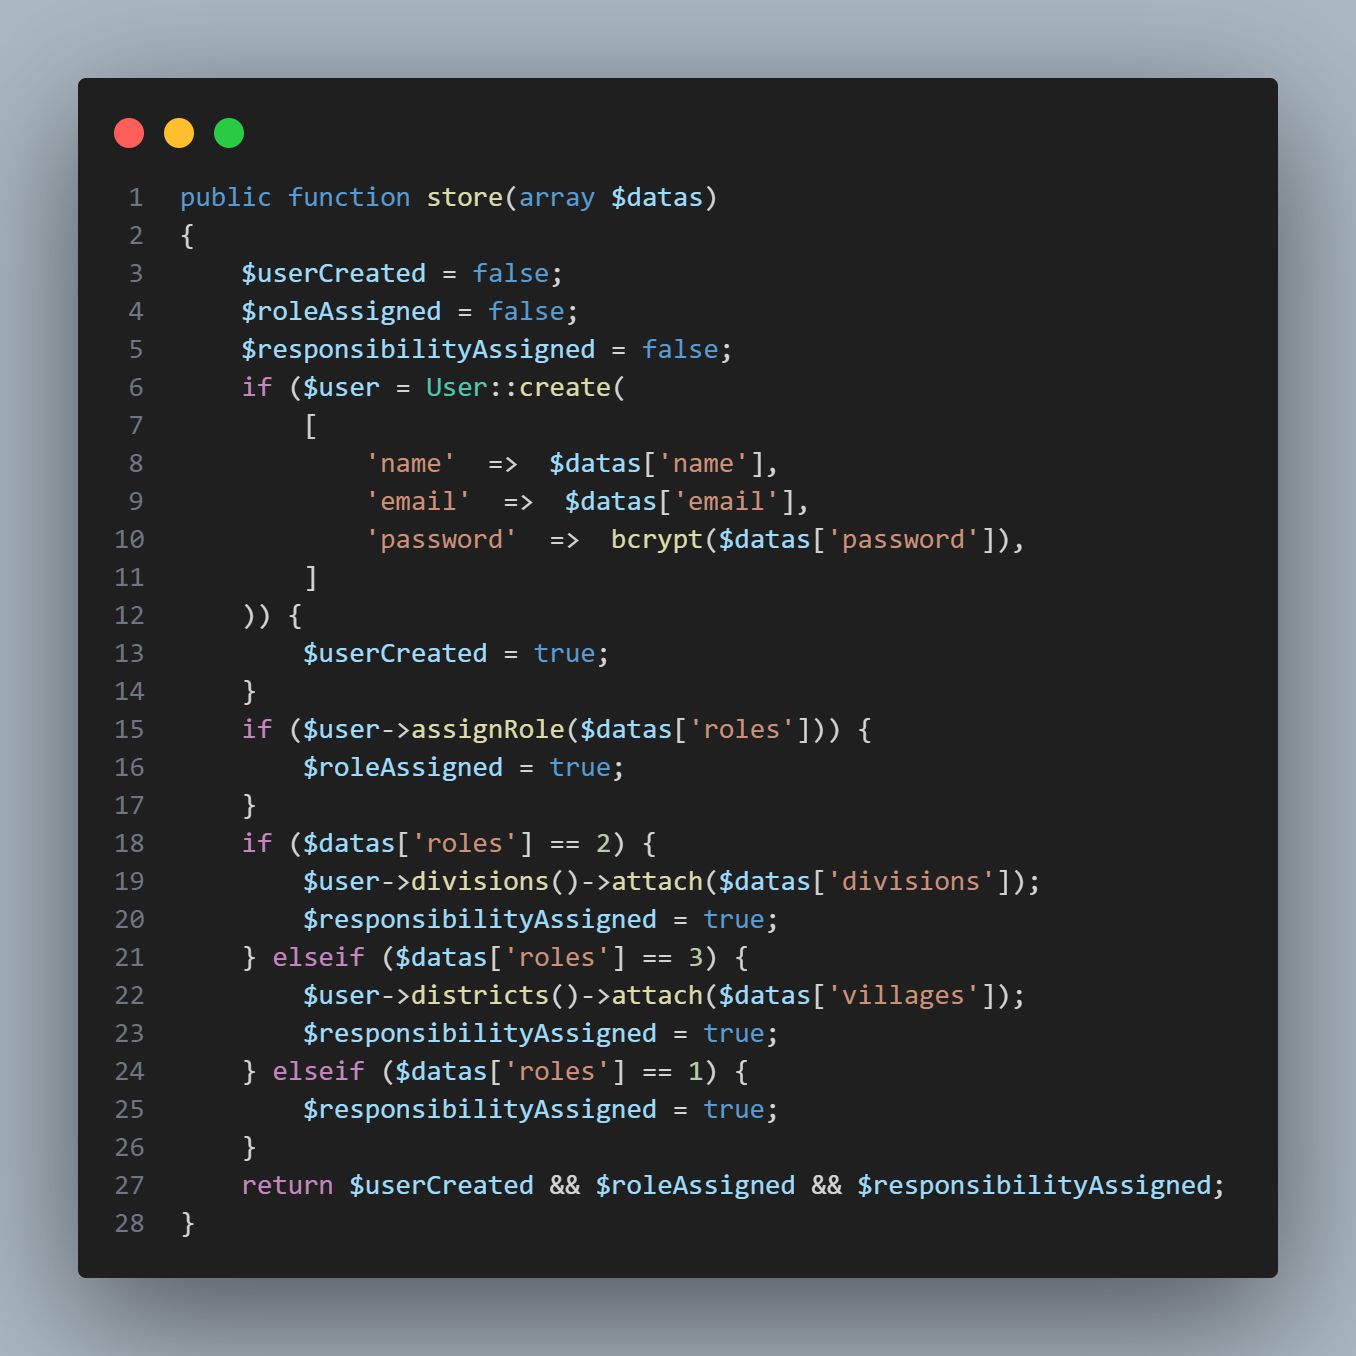 1 public function store(array $datas)
2 {
3     $userCreated = false;
4     $roleAssigned = false;
5     $responsibilityAssigned = false;
6     if ($user = User::create(
7         [
8             'name'  =>  $datas['name'],
9             'email'  =>  $datas['email'],
10             'password'  =>  bcrypt($datas['password']),
11         ]
12     )) {
13         $userCreated = true;
14     }
15     if ($user->assignRole($datas['roles'])) {
16         $roleAssigned = true;
17     }
18     if ($datas['roles'] == 2) {
19         $user->divisions()->attach($datas['divisions']);
20         $responsibilityAssigned = true;
21     } elseif ($datas['roles'] == 3) {
22         $user->districts()->attach($datas['villages']);
23         $responsibilityAssigned = true;
24     } elseif ($datas['roles'] == 1) {
25         $responsibilityAssigned = true;
26     }
27     return $userCreated && $roleAssigned && $responsibilityAssigned;
28 }